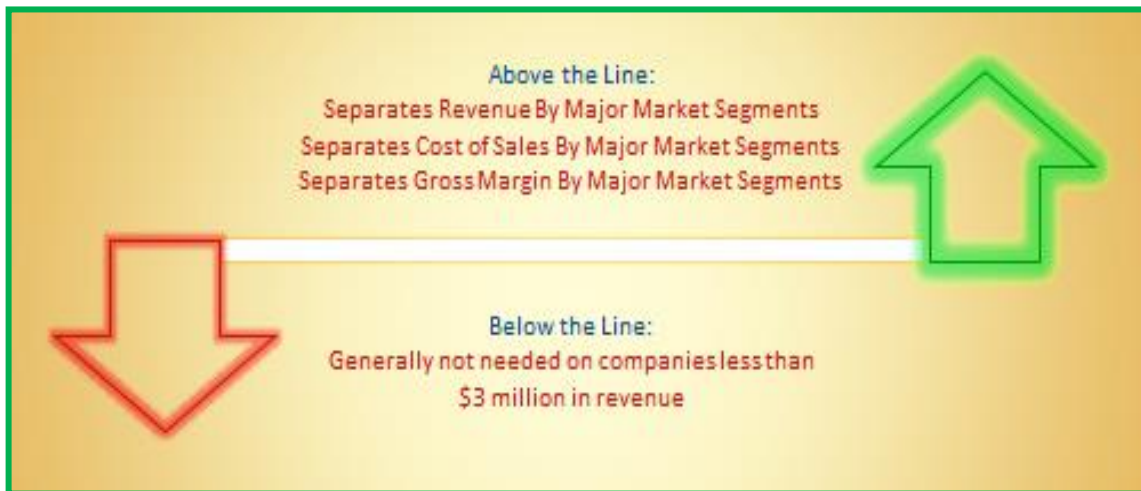 Above the Line:
Separates Revenue By Major Market Segments
Separates Cost of Sales By Major Market Segments
Separates Gross Margin By Major Market Segments
Below the Line:
Generally not needed on companies less than
$3 million in revenue